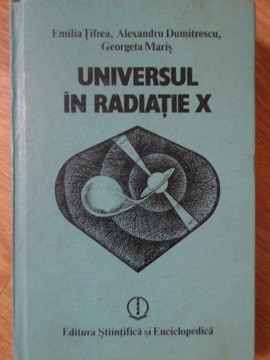 Emilia Țifrea, Alexandru Dumitrescu,
Georgeta Mariș
UNIVERSUL
ÎN RADIAȚIE X
Editura Științifică și Enciclopedică